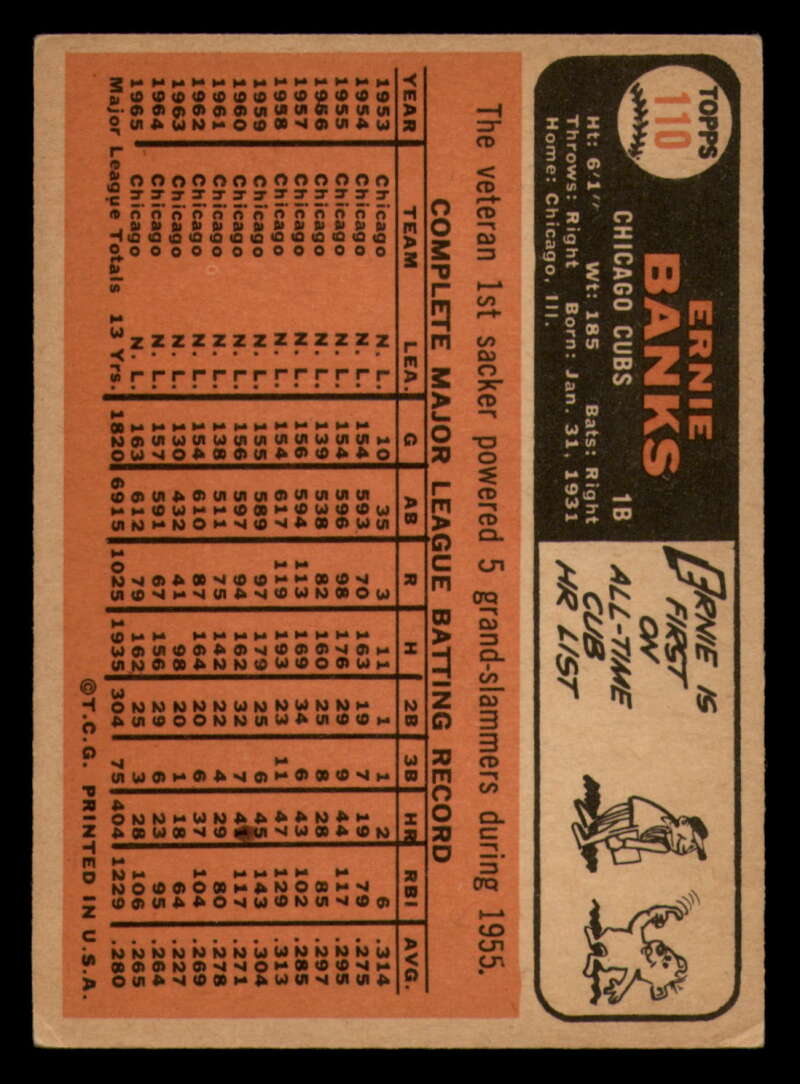 TOPPS
110
ERNIE
BANKS
CHICAGO CUBS 1B
Ht: 6'1" Wt: 185 Bats: Right
Throws: Right Born: Jan. 31, 1931
Home: Chicago, Ill.
ERNIE IS
FIRST
ON
ALL-TIME
CUB
HR LIST
The veteran 1st sacker powered 5 grand-slammers during 1955.
COMPLETE MAJOR LEAGUE BATTING RECORD
YEAR TEAM LEA. G AB R H 2B 3B HR RBI AVG.
1953 Chicago N. L. 10 35 3 11 1 1 2 6 .314
1954 Chicago N. L. 154 593 70 163 19 7 19 79 .275
1955 Chicago N. L. 154 596 98 176 29 9 44 117 .295
1956 Chicago N. L. 139 538 82 160 25 8 28 85 .297
1957 Chicago N. L. 156 594 113 169 34 6 43 102 .285
1958 Chicago N. L. 154 617 119 193 23 11 47 129 .313
1959 Chicago N. L. 155 589 97 179 25 6 45 143 .304
1960 Chicago N. L. 156 597 94 162 32 7 41 117 .271
1961 Chicago N. L. 138 511 75 142 22 4 29 80 .278
1962 Chicago N. L. 154 610 87 164 20 6 37 104 .269
1963 Chicago N. L. 130 432 41 98 20 1 18 64 .227
1964 Chicago N. L. 157 591 67 156 29 6 23 95 .264
1965 Chicago N. L. 163 612 79 162 25 3 28 106 .265
Major League Totals 13 Yrs. 1820 6915 1025 1935 304 75 404 1229 .280
©T.C.G. PRINTED IN U.S.A.